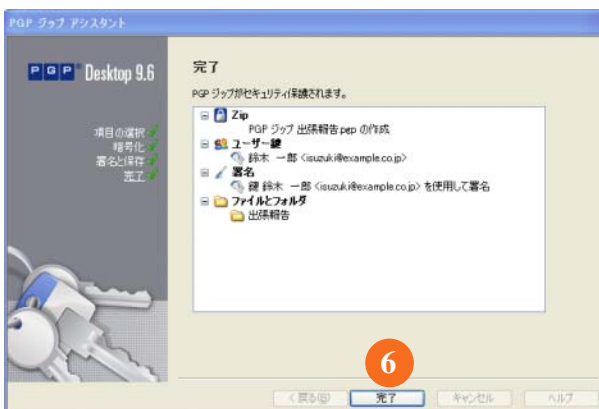 PGP ジップ アシスタント
PGP Desktop 9.6
項目の選択
暗号化
署名と保存
完了
完了
PGP ジップがセキュリティ保護されます。
Zip
PGP ジップ 出張報告.pep の作成
ユーザー鍵
鈴木 一郎 <isuzuki@example.co.jp>
署名
鍵 鈴木 一郎 <isuzuki@example.co.jp> を使用して署名
ファイルとフォルダ
出張報告
6
< 戻る(B)
完了
キャンセル
ヘルプ